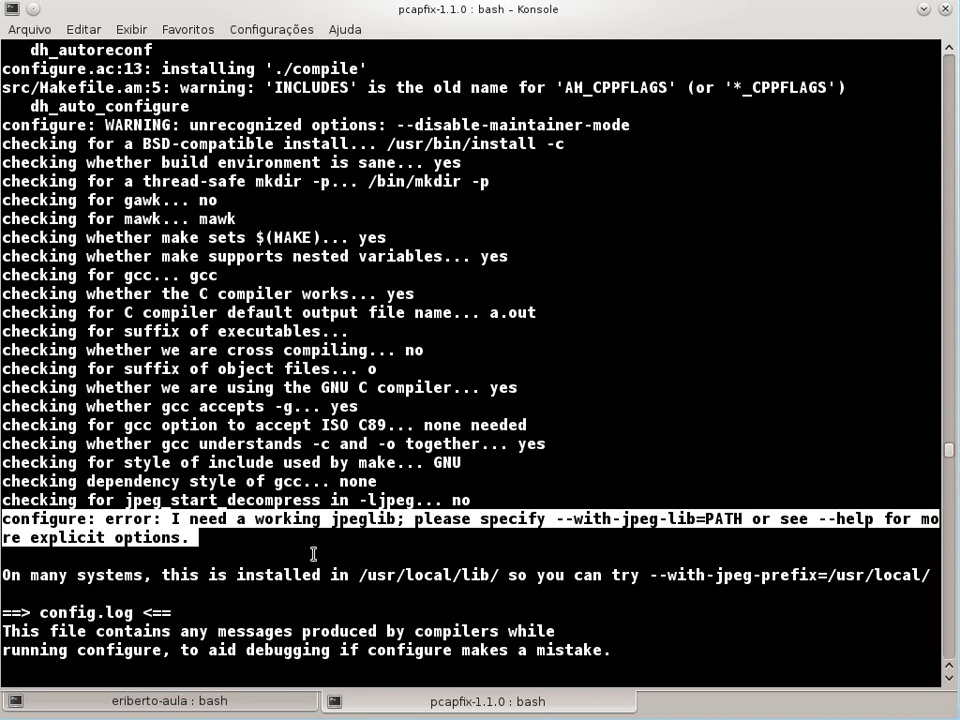 pcapfix-1.1.0 : bash – Konsole
Arquivo Editar Exibir Favoritos Configurações Ajuda
dh_autoreconf
configure.ac:13: installing './compile'
src/Makefile.am:5: warning: 'INCLUDES' is the old name for 'AM_CPPFLAGS' (or '*_CPPFLAGS')
dh_auto_configure
configure: WARNING: unrecognized options: --disable-maintainer-mode
checking for a BSD-compatible install... /usr/bin/install -c
checking whether build environment is sane... yes
checking for a thread-safe mkdir -p... /bin/mkdir -p
checking for gawk... no
checking for mawk... mawk
checking whether make sets $(MAKE)... yes
checking whether make supports nested variables... yes
checking for gcc... gcc
checking whether the C compiler works... yes
checking for C compiler default output file name... a.out
checking for suffix of executables...
checking whether we are cross compiling... no
checking for suffix of object files... o
checking whether we are using the GNU C compiler... yes
checking whether gcc accepts -g... yes
checking for gcc option to accept ISO C89... none needed
checking whether gcc understands -c and -o together... yes
checking for style of include used by make... GNU
checking dependency style of gcc... none
checking for jpeg_start_decompress in -ljpeg... no
configure: error: I need a working jpeglib; please specify --with-jpeg-lib=PATH or see --help for mo
re explicit options.
On many systems, this is installed in /usr/local/lib/ so you can try --with-jpeg-prefix=/usr/local/
==> config.log <==
This file contains any messages produced by compilers while
running configure, to aid debugging if configure makes a mistake.
eriberto-aula : bash
pcapfix-1.1.0 : bash